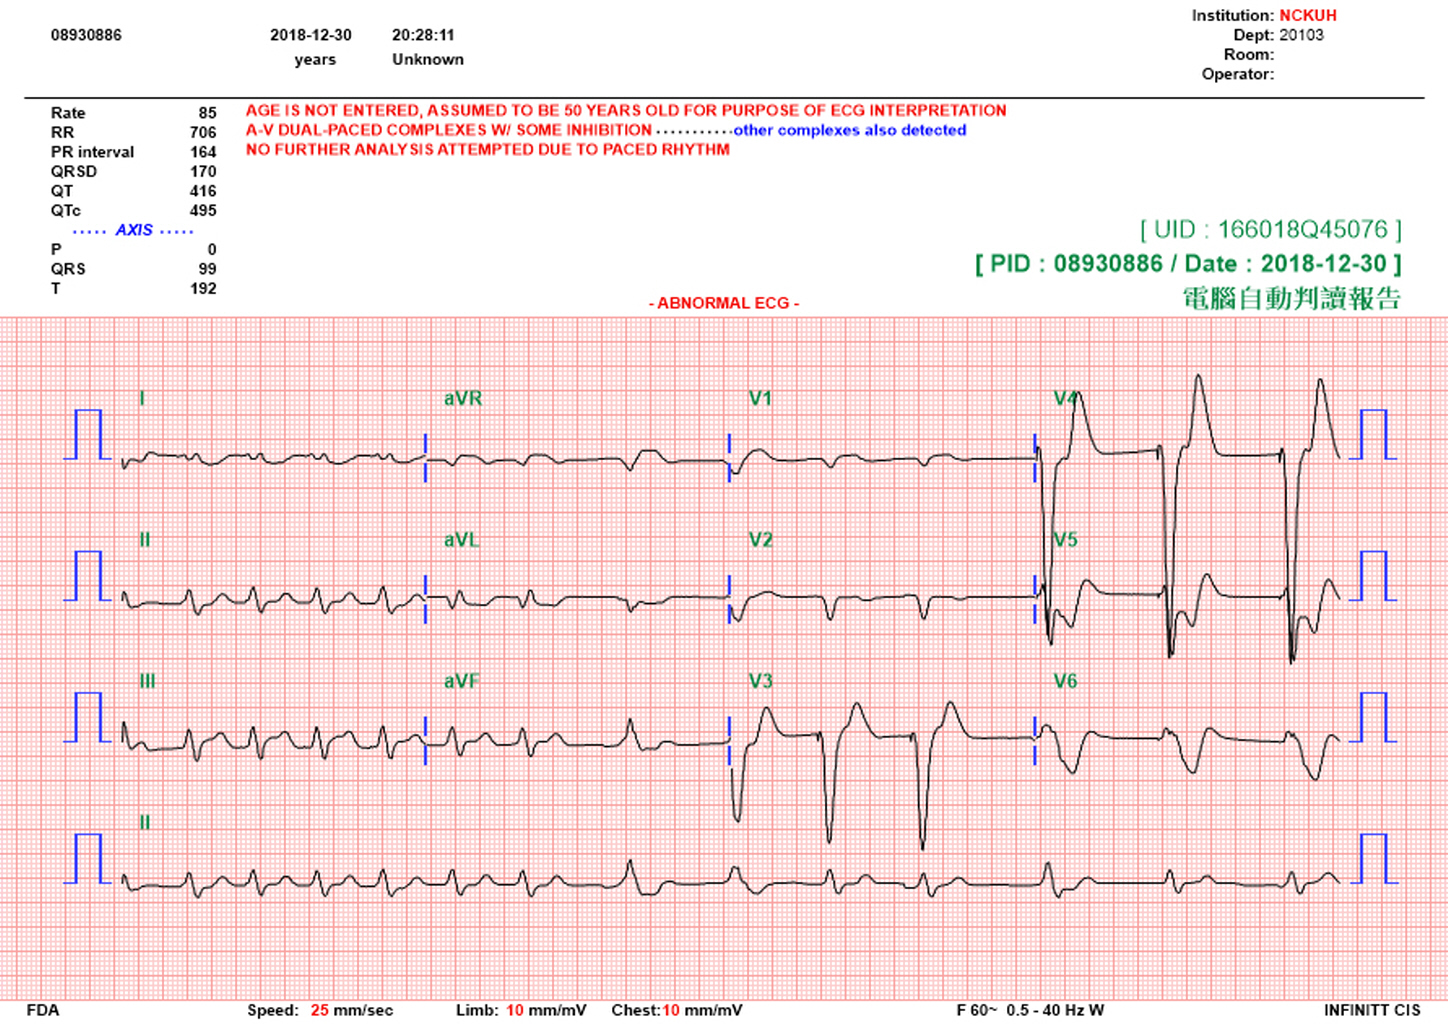 Institution: NCKUH
08930886 2018-12-30 20:28:11 Dept: 20103
Room:
years Unknown
Operator:
Rate 85 AGE IS NOT ENTERED, ASSUMED TO BE 50 YEARS OLD FOR PURPOSE OF ECG INTERPRETATION
RR 706 A-V DUAL-PACED COMPLEXES W/ SOME INHIBITION ··········· other complexes also detected
PR interval 164 NO FURTHER ANALYSIS ATTEMPTED DUE TO PACED RHYTHM
QRSD 170
QT 416
QTc 495
····· AXIS ·····
[ UID : 166018Q45076 ]
P 0
[ PID : 08930886 / Date : 2018-12-30 ]
QRS 99
T 192
電腦自動判讀報告
- ABNORMAL ECG -
I aVR V1 V4
II aVL V2 V5
III aVF V3 V6
II
FDA Speed: 25 mm/sec Limb: 10 mm/mV Chest:10 mm/mV F 60~ 0.5 - 40 Hz W INFINITT CIS